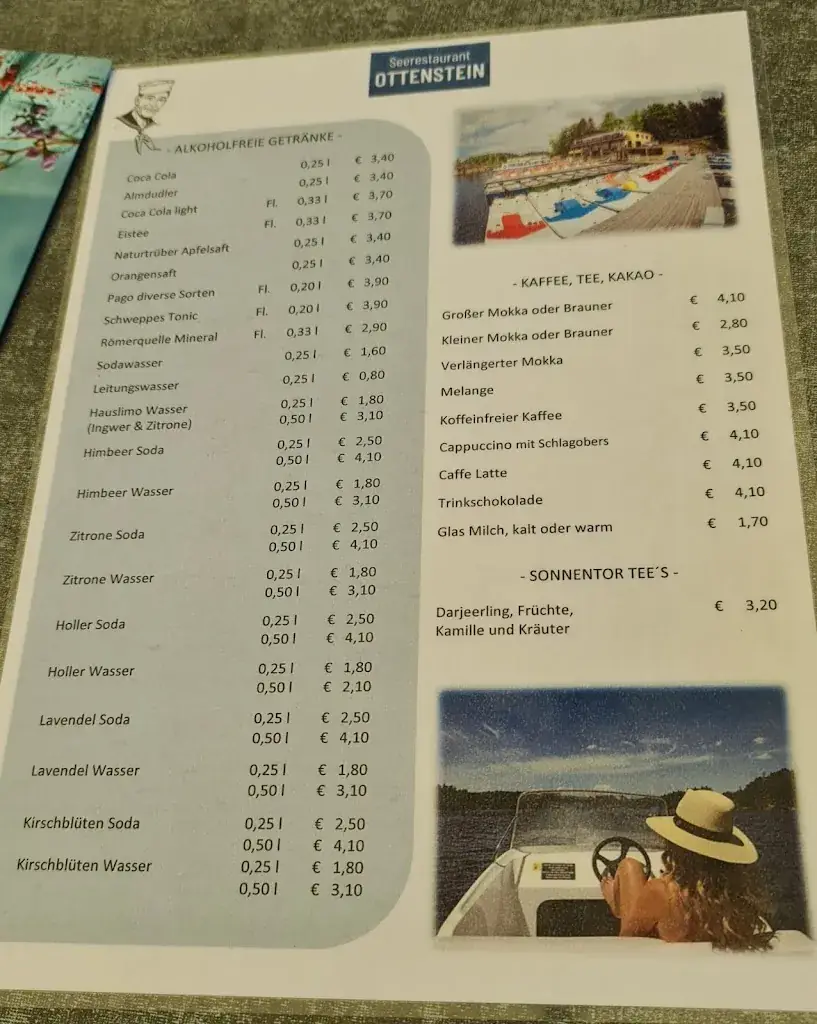 Seerestaurant
OTTENSTEIN
- ALKOHOLFREIE GETRÄNKE -
Coca Cola 0,25 l € 3,40
Almdudler 0,25 l € 3,40
Coca Cola light Fl. 0,33 l € 3,70
Eistee Fl. 0,33 l € 3,70
Naturtrüber Apfelsaft 0,25 l € 3,40
Orangensaft 0,25 l € 3,40
Pago diverse Sorten Fl. 0,20 l € 3,90
Schweppes Tonic Fl. 0,20 l € 3,90
Römerquelle Mineral Fl. 0,33 l € 2,90
Sodawasser 0,25 l € 1,60
Leitungswasser 0,25 l € 0,80
Hauslimo Wasser 0,25 l € 1,80
(Ingwer & Zitrone) 0,50 l € 3,10
Himbeer Soda 0,25 l € 2,50
0,50 l € 4,10
Himbeer Wasser 0,25 l € 1,80
0,50 l € 3,10
Zitrone Soda 0,25 l € 2,50
0,50 l € 4,10
Zitrone Wasser 0,25 l € 1,80
0,50 l € 3,10
Holler Soda 0,25 l € 2,50
0,50 l € 4,10
Holler Wasser 0,25 l € 1,80
0,50 l € 2,10
Lavendel Soda 0,25 l € 2,50
0,50 l € 4,10
Lavendel Wasser 0,25 l € 1,80
0,50 l € 3,10
Kirschblüten Soda 0,25 l € 2,50
0,50 l € 4,10
Kirschblüten Wasser 0,25 l € 1,80
0,50 l € 3,10
- KAFFEE, TEE, KAKAO -
Großer Mokka oder Brauner € 4,10
Kleiner Mokka oder Brauner € 2,80
Verlängerter Mokka € 3,50
Melange € 3,50
Koffeinfreier Kaffee € 3,50
Cappuccino mit Schlagobers € 4,10
Caffe Latte € 4,10
Trinkschokolade € 4,10
Glas Milch, kalt oder warm € 1,70
- SONNENTOR TEE´S -
Darjeerling, Früchte, € 3,20
Kamille und Kräuter